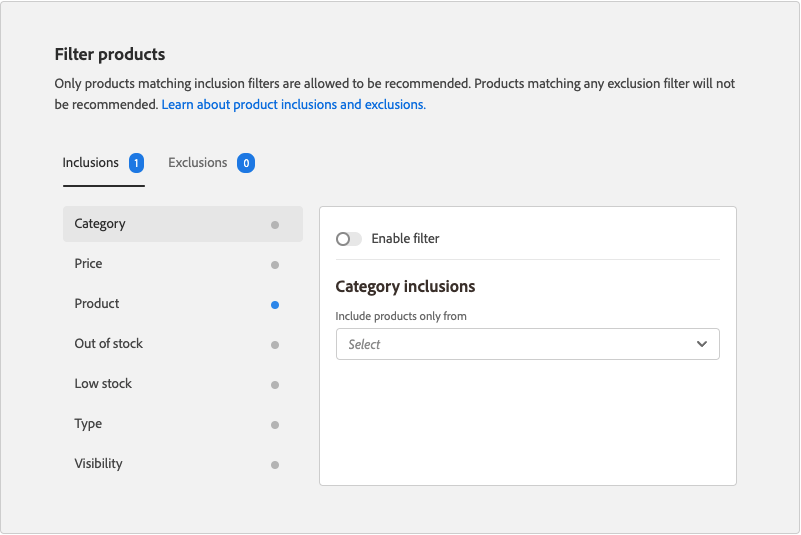 Filter products
Only products matching inclusion filters are allowed to be recommended. Products matching any exclusion filter will not
be recommended. Learn about product inclusions and exclusions.
Inclusions 1 Exclusions 0
Category
Price
Product
Out of stock
Low stock
Type
Visibility
Enable filter
Category inclusions
Include products only from
Select